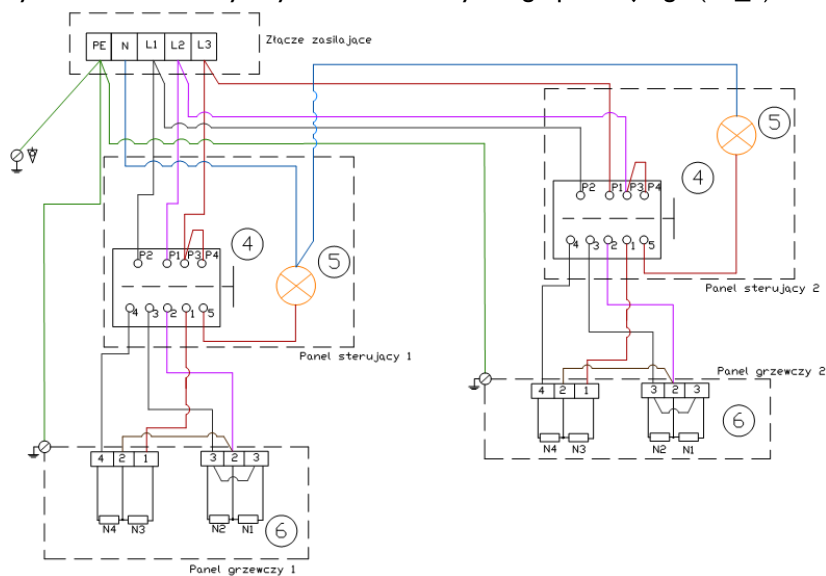 Złącze zasilające
PE N L1 L2 L3
5
P2 P1 P3 P4
4
4 3 2 1 5
Panel sterujący 2
P2 P1 P3 P4
4
5
4 3 2 1 5
Panel sterujący 1
Panel grzewczy 2
4 2 1 3 2 3
6
N4 N3 N2 N1
4 2 1 3 2 3
N4 N3 N2 N1
6
Panel grzewczy 1